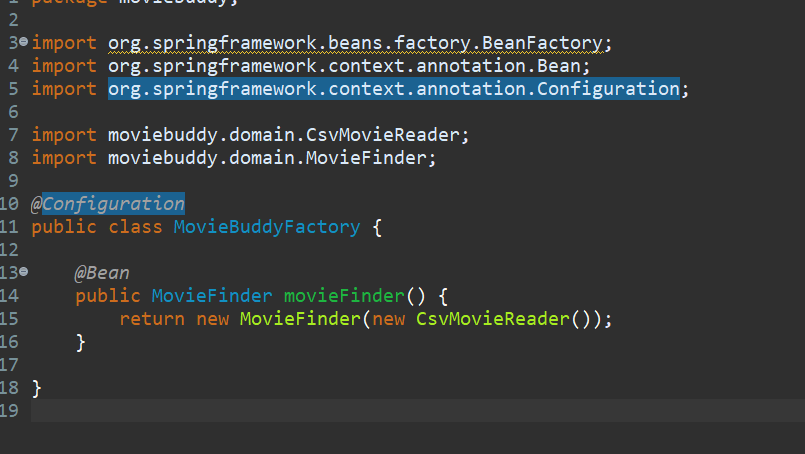 package moviebuddy;
2
3 import org.springframework.beans.factory.BeanFactory;
4 import org.springframework.context.annotation.Bean;
5 import org.springframework.context.annotation.Configuration;
6
7 import moviebuddy.domain.CsvMovieReader;
8 import moviebuddy.domain.MovieFinder;
9
10 @Configuration
11 public class MovieBuddyFactory {
12
13     @Bean
14     public MovieFinder movieFinder() {
15         return new MovieFinder(new CsvMovieReader());
16     }
17
18 }
19